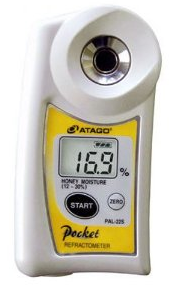 ATAGO
16.9 %
HONEY MOISTURE
(12 - 30%)
START
ZERO
PAL-22S
Pocket
REFRACTOMETER